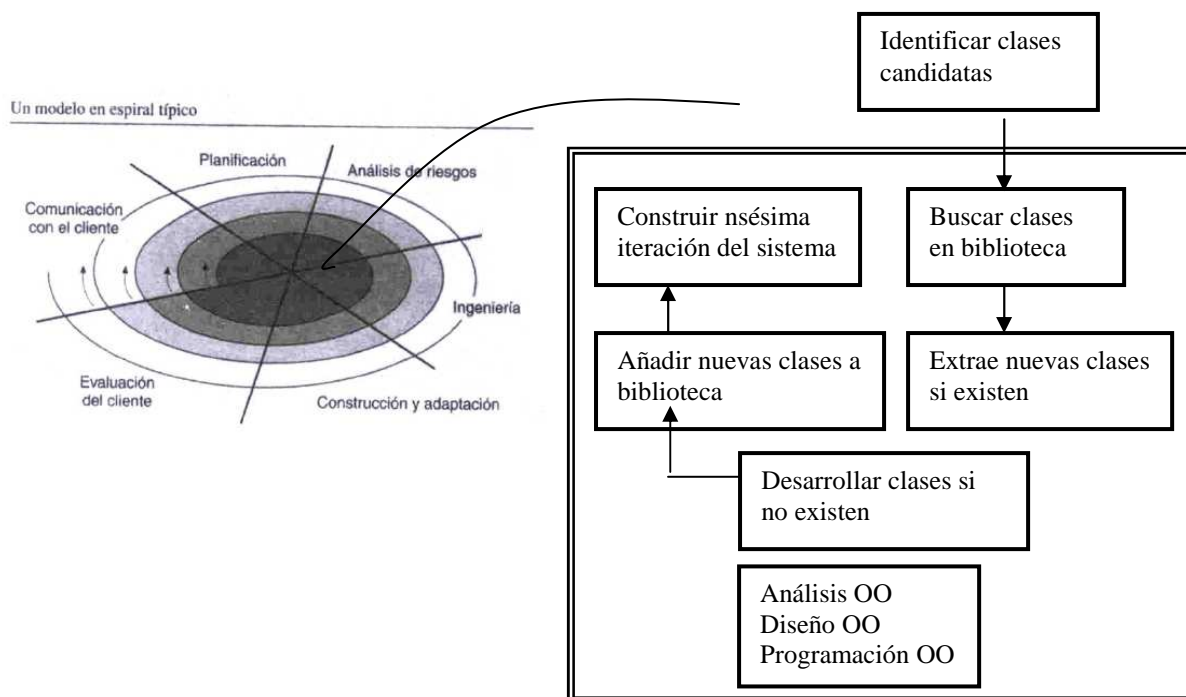 Un modelo en espiral típico
Planificación
Análisis de riesgos
Comunicación
con el cliente
Ingeniería
Evaluación
del cliente
Construcción y adaptación
Identificar clases
candidatas
Construir nsésima
iteración del sistema
Buscar clases
en biblioteca
Añadir nuevas clases a
biblioteca
Extrae nuevas clases
si existen
Desarrollar clases si
no existen
Análisis OO
Diseño OO
Programación OO